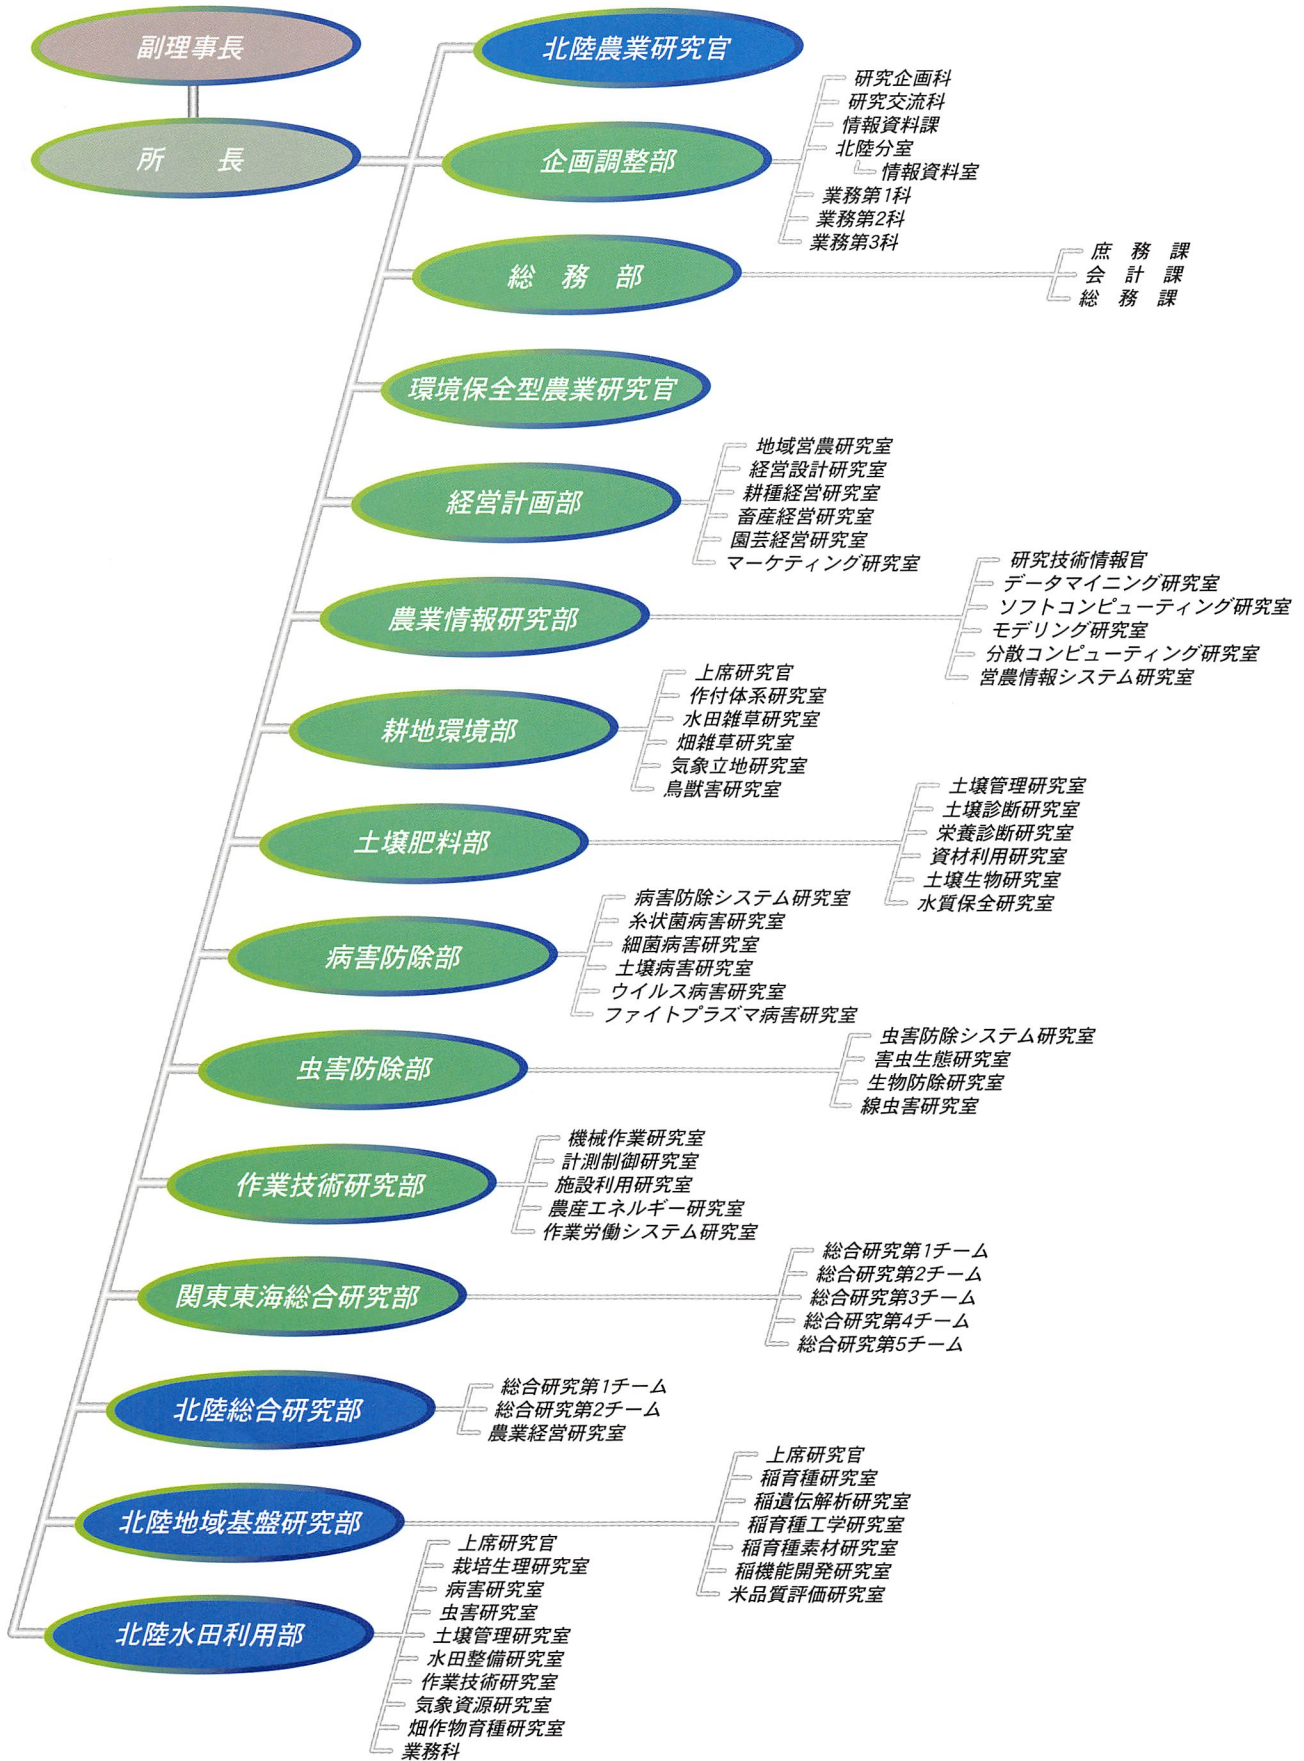 副理事長
所　長
北陸農業研究官
企画調整部
研究企画科
研究交流科
情報資料課
北陸分室
情報資料室
業務第1科
業務第2科
業務第3科
総　務　部
庶　務　課
会　計　課
総　務　課
環境保全型農業研究官
経営計画部
地域営農研究室
経営設計研究室
耕種経営研究室
畜産経営研究室
園芸経営研究室
マーケティング研究室
農業情報研究部
研究技術情報官
データマイニング研究室
ソフトコンピューティング研究室
モデリング研究室
分散コンピューティング研究室
営農情報システム研究室
耕地環境部
上席研究官
作付体系研究室
水田雑草研究室
畑雑草研究室
気象立地研究室
鳥獣害研究室
土壌肥料部
土壌管理研究室
土壌診断研究室
栄養診断研究室
資材利用研究室
土壌生物研究室
水質保全研究室
病害防除部
病害防除システム研究室
糸状菌病害研究室
細菌病害研究室
土壌病害研究室
ウイルス病害研究室
ファイトプラズマ病害研究室
虫害防除部
虫害防除システム研究室
害虫生態研究室
生物防除研究室
線虫害研究室
作業技術研究部
機械作業研究室
計測制御研究室
施設利用研究室
農産エネルギー研究室
作業労働システム研究室
関東東海総合研究部
総合研究第1チーム
総合研究第2チーム
総合研究第3チーム
総合研究第4チーム
総合研究第5チーム
北陸総合研究部
総合研究第1チーム
総合研究第2チーム
農業経営研究室
北陸地域基盤研究部
上席研究官
稲育種研究室
稲遺伝解析研究室
稲育種工学研究室
稲育種素材研究室
稲機能開発研究室
米品質評価研究室
北陸水田利用部
上席研究官
栽培生理研究室
病害研究室
虫害研究室
土壌管理研究室
水田整備研究室
作業技術研究室
気象資源研究室
畑作物育種研究室
業務科